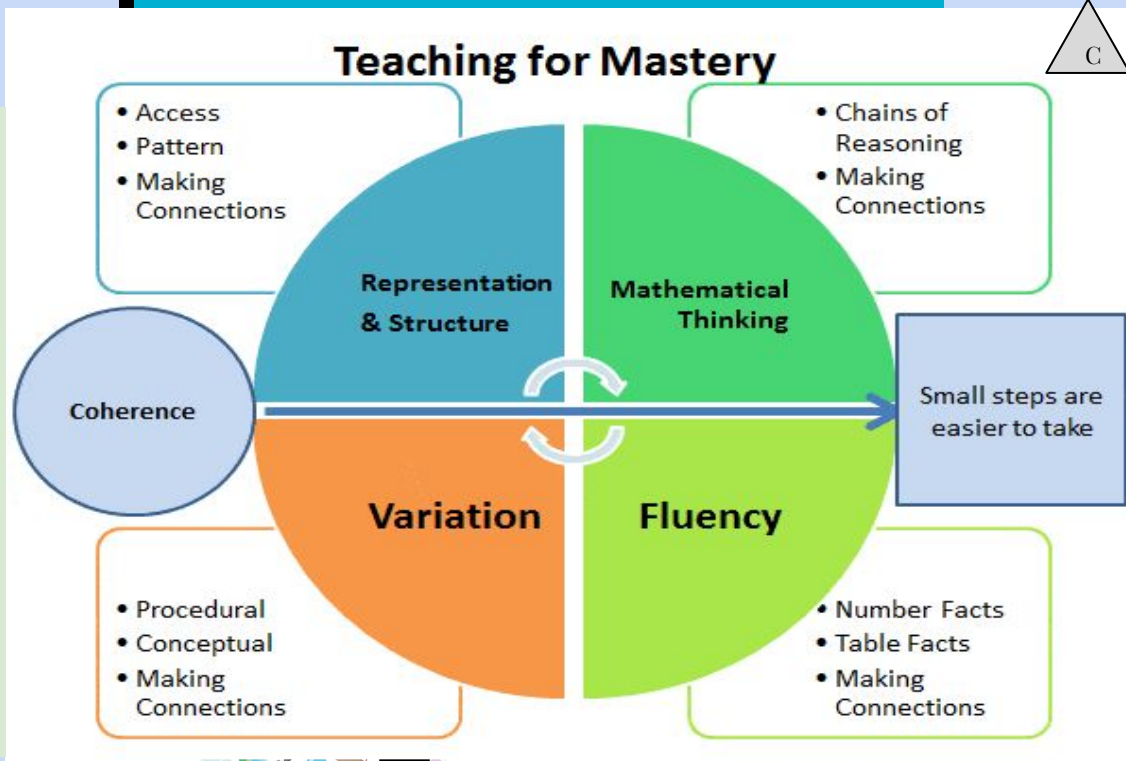 Teaching for Mastery
C
• Access
• Pattern
• Making
Connections
• Chains of
Reasoning
• Making
Connections
Representation
& Structure
Mathematical
Thinking
Coherence
Small steps are
easier to take
Variation
Fluency
• Procedural
• Conceptual
• Making
Connections
• Number Facts
• Table Facts
• Making
Connections